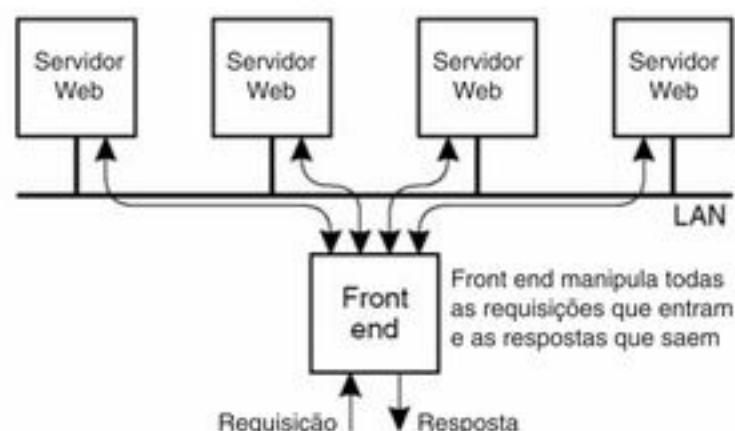 Servidor
Web
Servidor
Web
Servidor
Web
Servidor
Web
LAN
Front
end
Front end manipula todas
as requisições que entram
e as respostas que saem
Requisição
Resposta